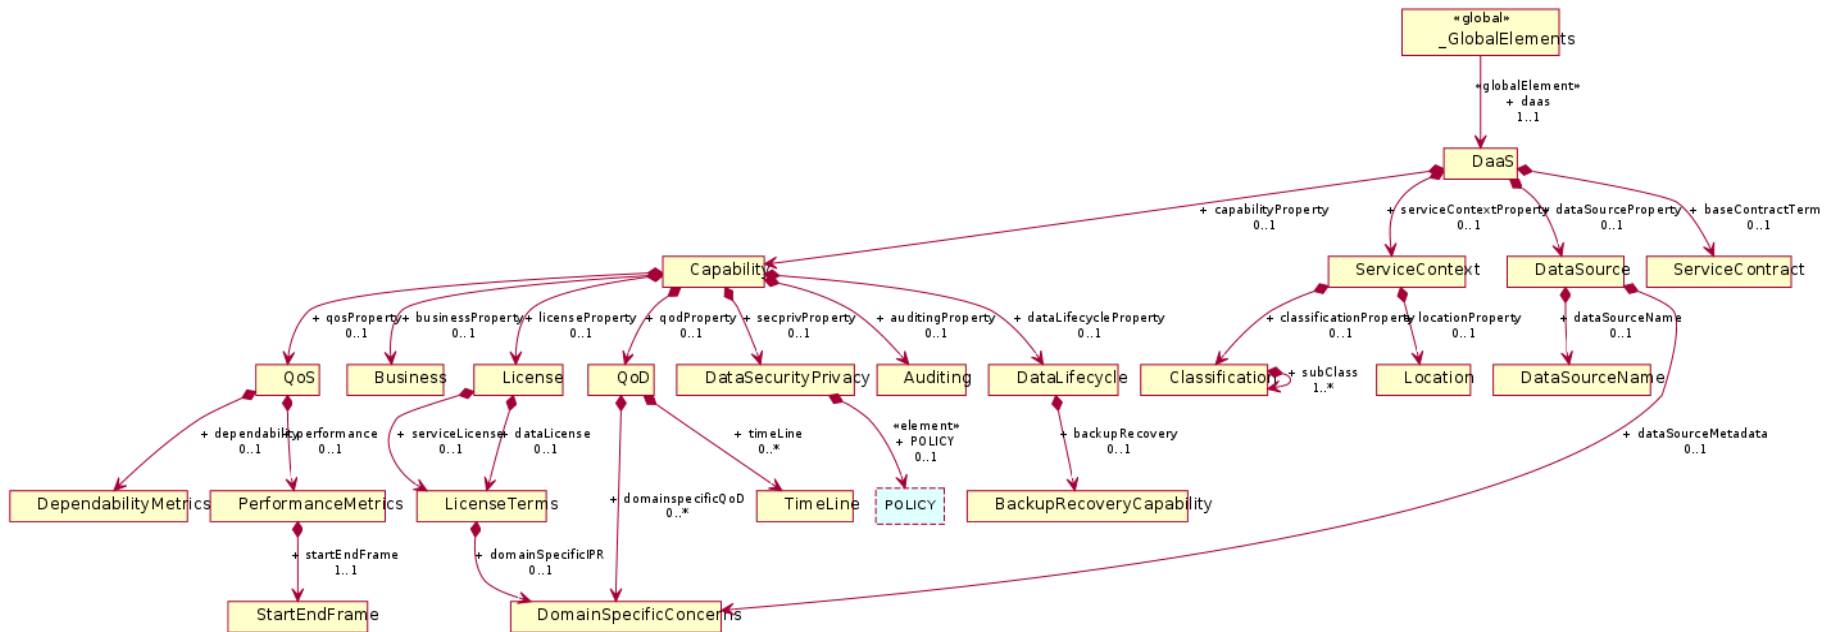 «global»
_GlobalElements
«globalElement»
+ daas
1..1
DaaS
+ capabilityProperty
0..1
+ serviceContextProperty
0..1
+ dataSourceProperty
0..1
+ baseContractTerm
0..1
Capability
ServiceContext
DataSource
ServiceContract
+ qosProperty
0..1
+ businessProperty
0..1
+ licenseProperty
0..1
+ qodProperty
0..1
+ secprivProperty
0..1
+ auditingProperty
0..1
+ dataLifecycleProperty
0..1
+ classificationProperty
0..1
+ locationProperty
0..1
+ dataSourceName
0..1
QoS
Business
License
QoD
DataSecurityPrivacy
Auditing
DataLifecycle
Classification
+ subClass
1..*
Location
DataSourceName
+ dependability
0..1
+ performance
0..1
+ serviceLicense
0..1
+ dataLicense
0..1
+ timeLine
0..*
«element»
+ POLICY
0..1
+ backupRecovery
0..1
+ dataSourceMetadata
0..1
DependabilityMetrics
PerformanceMetrics
LicenseTerms
+ domainspecificQoD
0..*
TimeLine
POLICY
BackupRecoveryCapability
+ startEndFrame
1..1
+ domainSpecificIPR
0..1
StartEndFrame
DomainSpecificConcerns